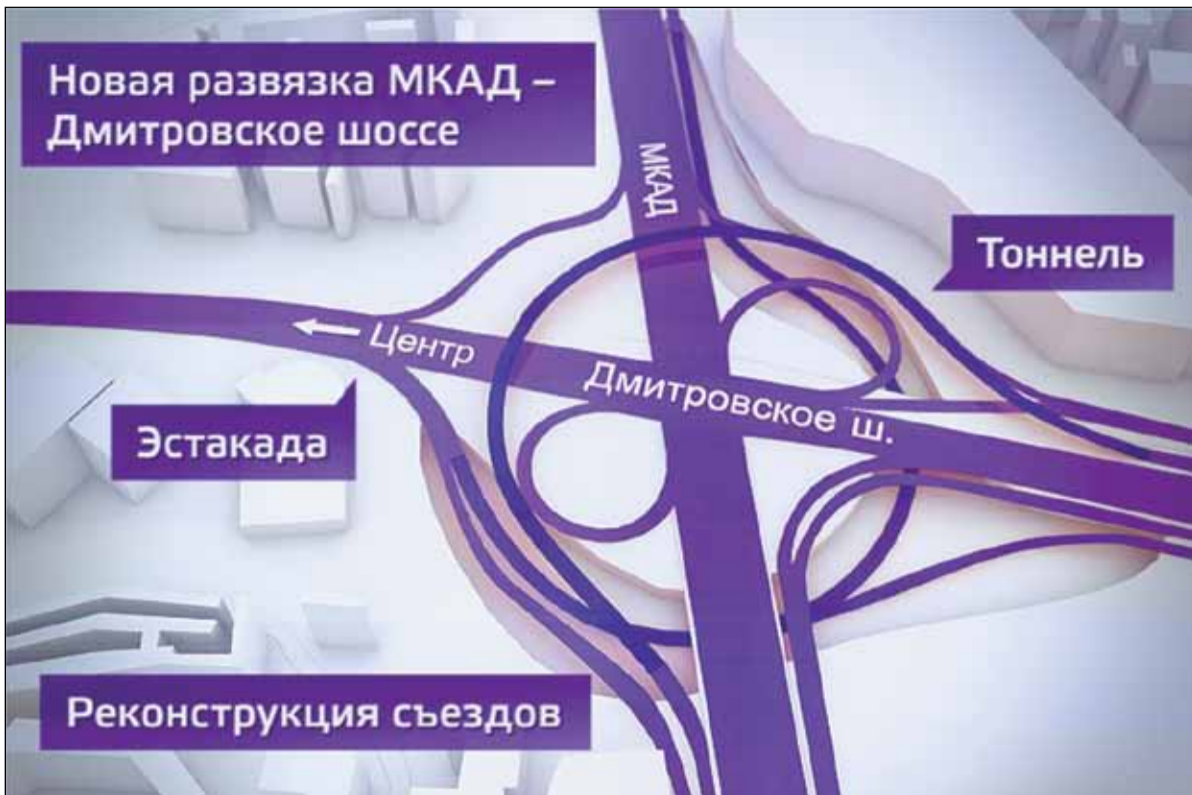 Новая развязка МКАД –
Дмитровское шоссе
МКАД
Тоннель
Центр
Дмитровское ш.
Эстакада
Реконструкция съездов